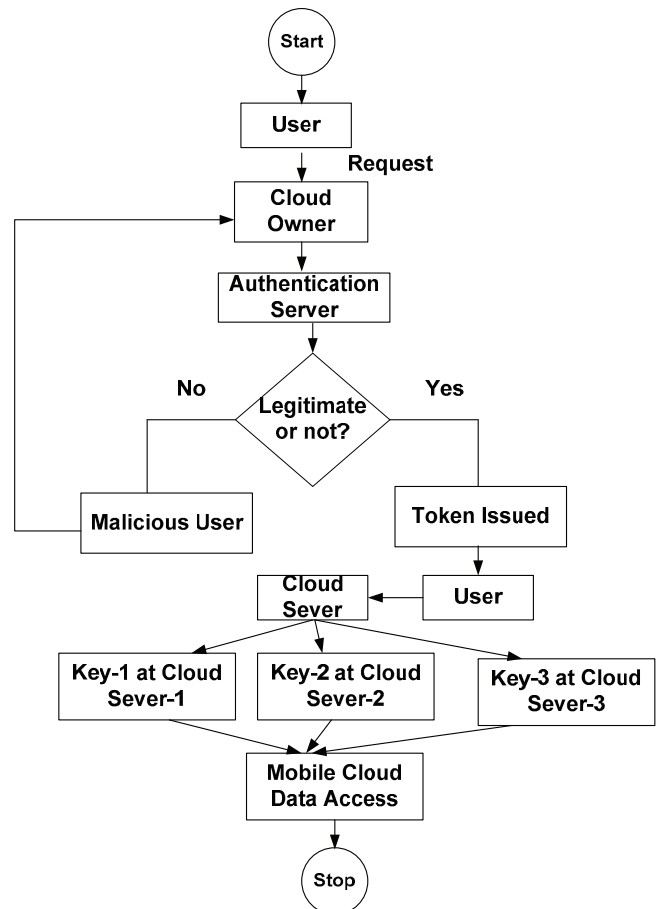 Start
User
Request
Cloud
Owner
Authentication
Server
No
Yes
Legitimate
or not?
Malicious User
Token Issued
Cloud
Sever
User
Key-1 at Cloud
Sever-1
Key-2 at Cloud
Sever-2
Key-3 at Cloud
Sever-3
Mobile Cloud
Data Access
Stop